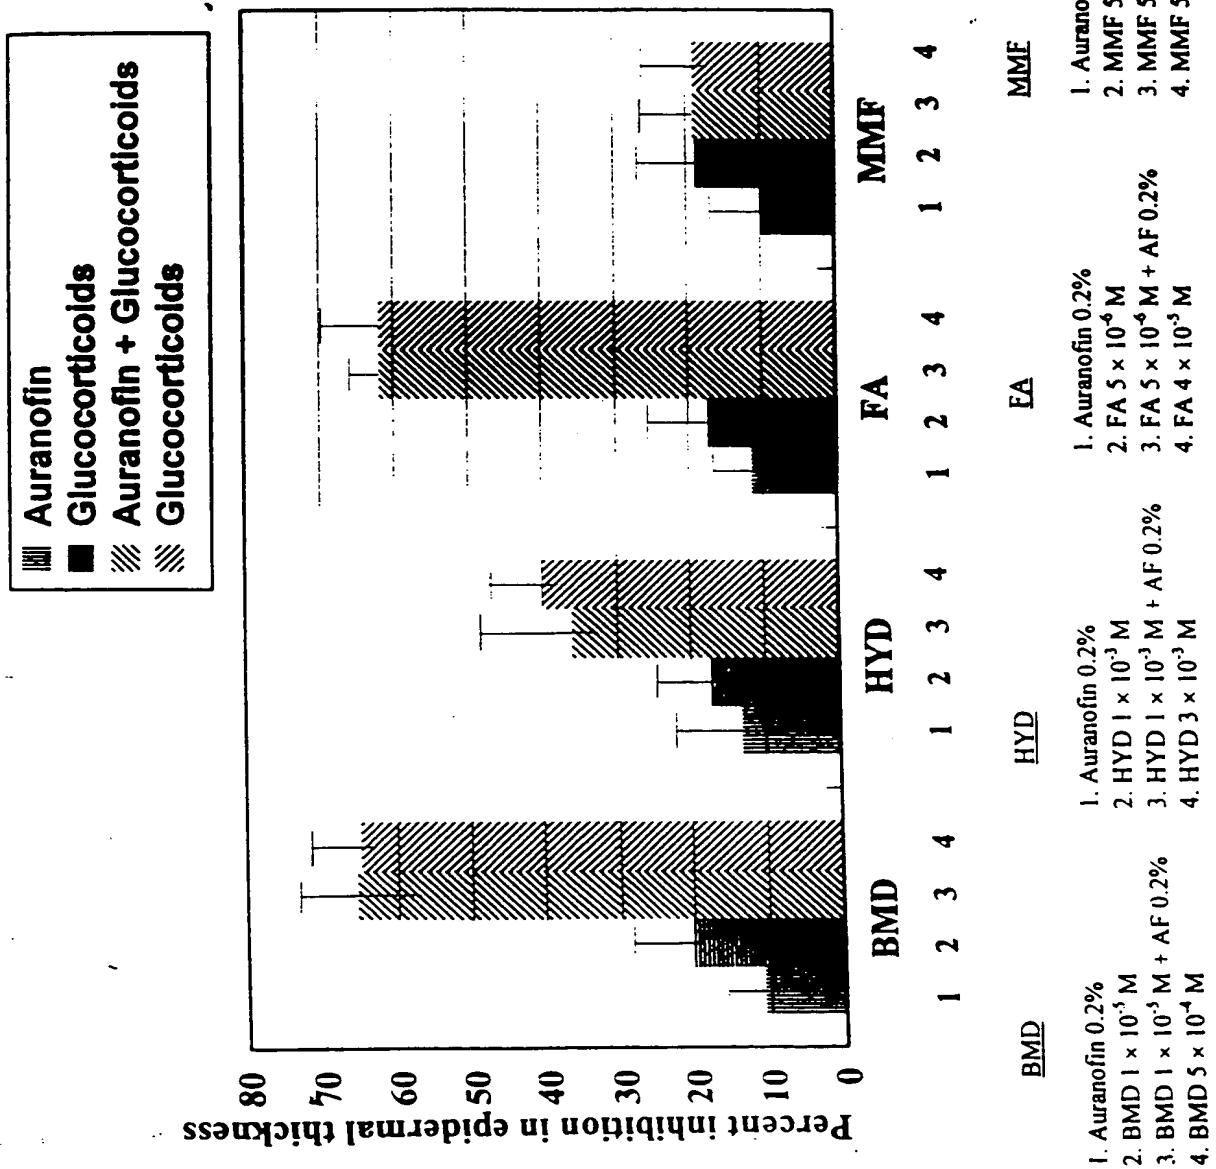 Auranofin
Glucocorticoids
Auranofin + Glucocorticoids
Glucocorticoids
Percent inhibition in epidermal thickness
80
70
60
50
40
30
20
10
0
1 2 3 4
BMD
1 2 3 4
HYD
1 2 3 4
FA
1 2 3 4
MMF
BMD
1. Auranofin 0.2%
2. BMD 1 × 10⁻⁵ M
3. BMD 1 × 10⁻⁵ M + AF 0.2%
4. BMD 5 × 10⁻⁴ M
HYD
1. Auranofin 0.2%
2. HYD 1 × 10⁻³ M
3. HYD 1 × 10⁻³ M + AF 0.2%
4. HYD 3 × 10⁻³ M
FA
1. Auranofin 0.2%
2. FA 5 × 10⁻⁶ M
3. FA 5 × 10⁻⁶ M + AF 0.2%
4. FA 4 × 10⁻⁵ M
MMF
1. Aurano
2. MMF 5
3. MMF 5
4. MMF 5